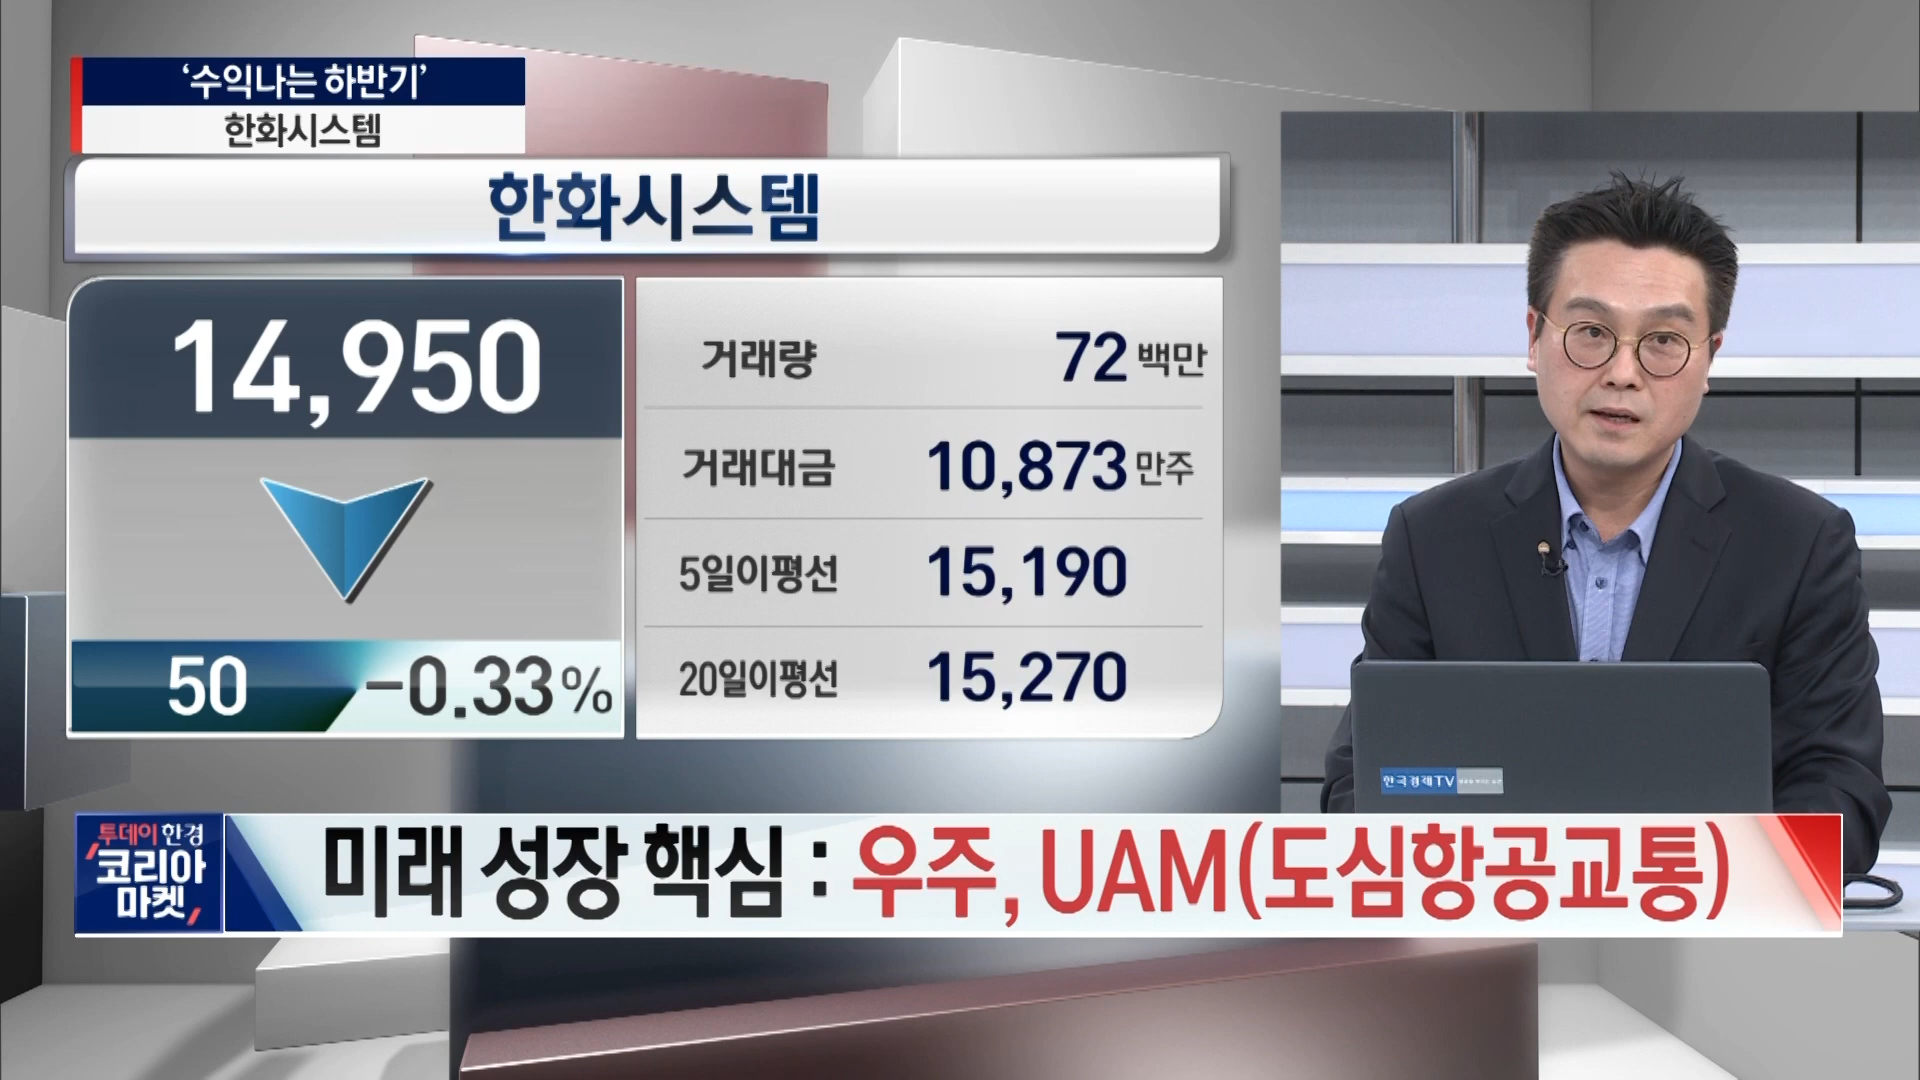 ‘수익나는 하반기’
한화시스템
한화시스템
14,950
50 -0.33%
거래량 72 백만
거래대금 10,873 만주
5일이평선 15,190
20일이평선 15,270
한국경제TV
투데이 한경
코리아
마켓
미래 성장 핵심 : 우주, UAM(도심항공교통)